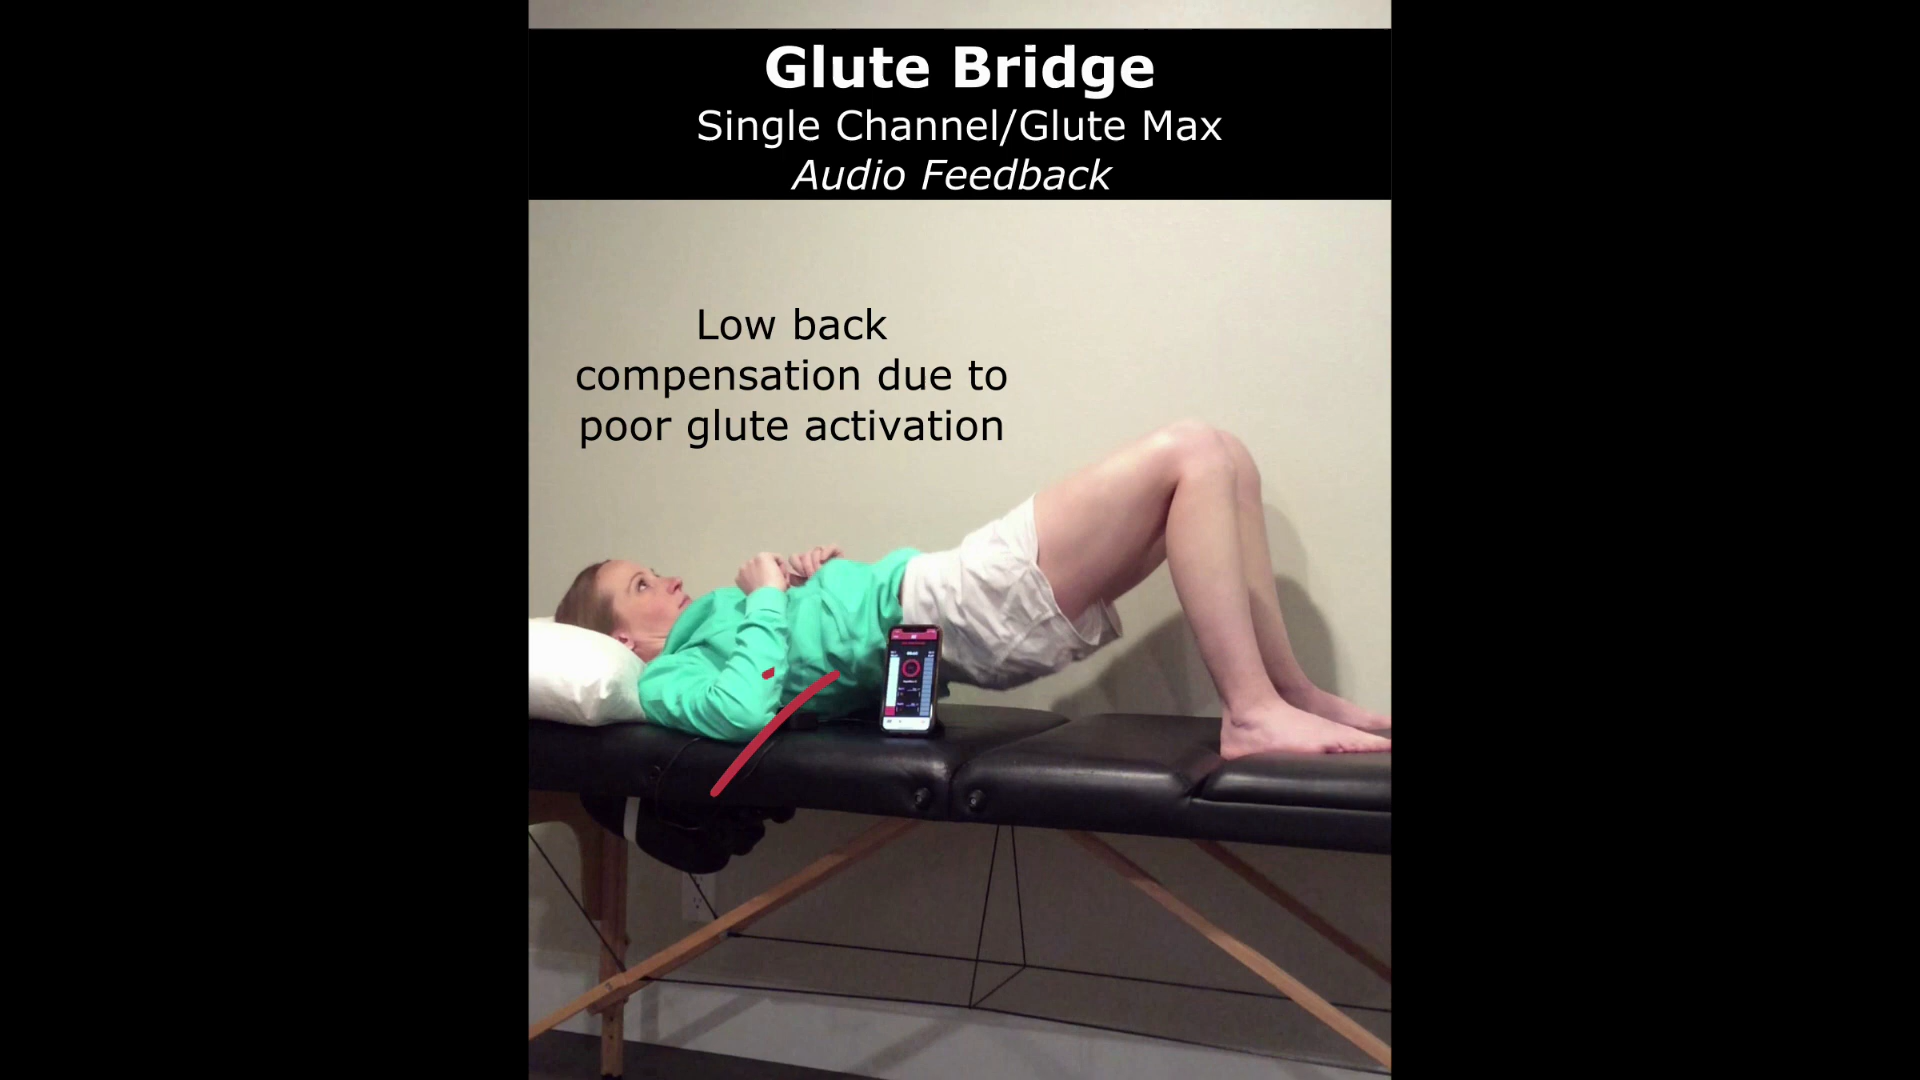 Glute Bridge
Single Channel/Glute Max
Audio Feedback
Low back
compensation due to
poor glute activation